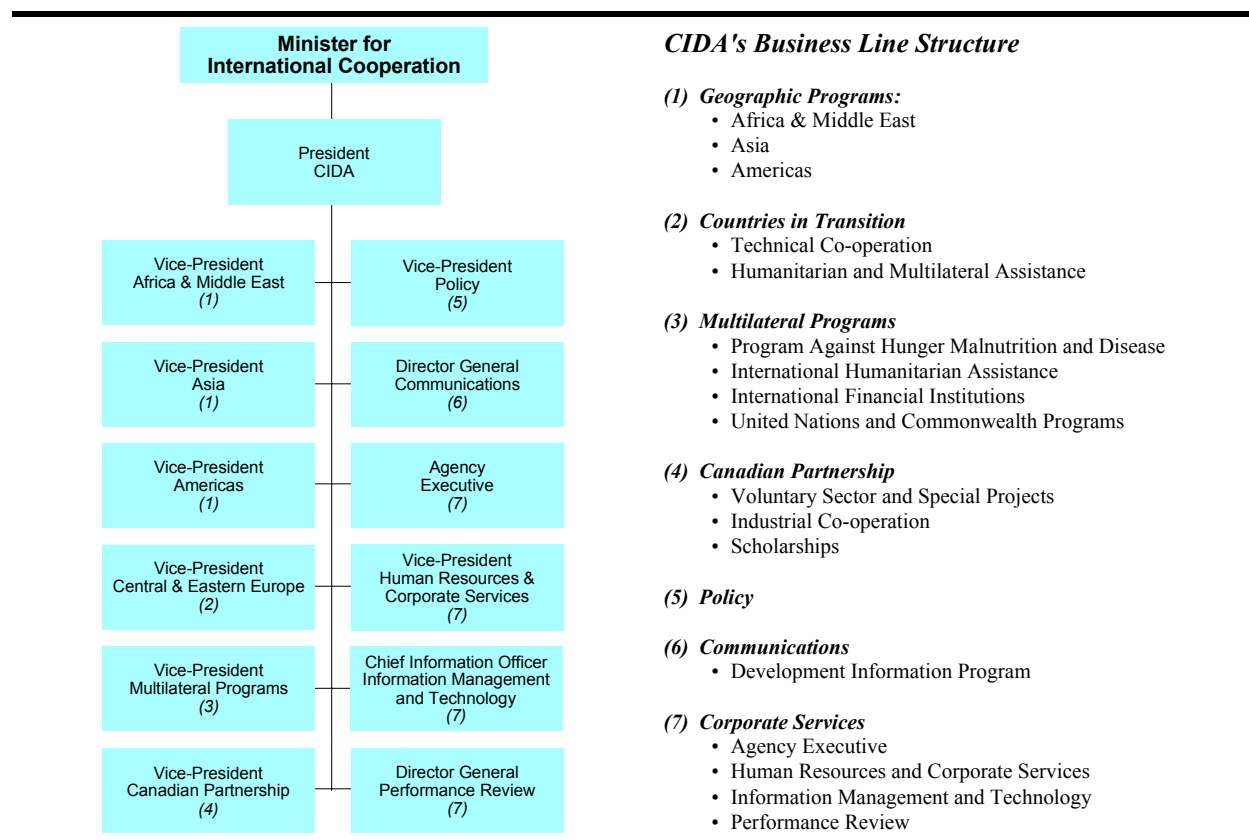 Minister for
International Cooperation
President
CIDA
Vice-President
Africa & Middle East
(1)
Vice-President
Policy
(5)
Vice-President
Asia
(1)
Director General
Communications
(6)
Vice-President
Americas
(1)
Agency
Executive
(7)
Vice-President
Central & Eastern Europe
(2)
Vice-President
Human Resources &
Corporate Services
(7)
Vice-President
Multilateral Programs
(3)
Chief Information Officer
Information Management
and Technology
(7)
Vice-President
Canadian Partnership
(4)
Director General
Performance Review
(7)
CIDA's Business Line Structure
(1) Geographic Programs:
• Africa & Middle East
• Asia
• Americas
(2) Countries in Transition
• Technical Co-operation
• Humanitarian and Multilateral Assistance
(3) Multilateral Programs
• Program Against Hunger Malnutrition and Disease
• International Humanitarian Assistance
• International Financial Institutions
• United Nations and Commonwealth Programs
(4) Canadian Partnership
• Voluntary Sector and Special Projects
• Industrial Co-operation
• Scholarships
(5) Policy
(6) Communications
• Development Information Program
(7) Corporate Services
• Agency Executive
• Human Resources and Corporate Services
• Information Management and Technology
• Performance Review